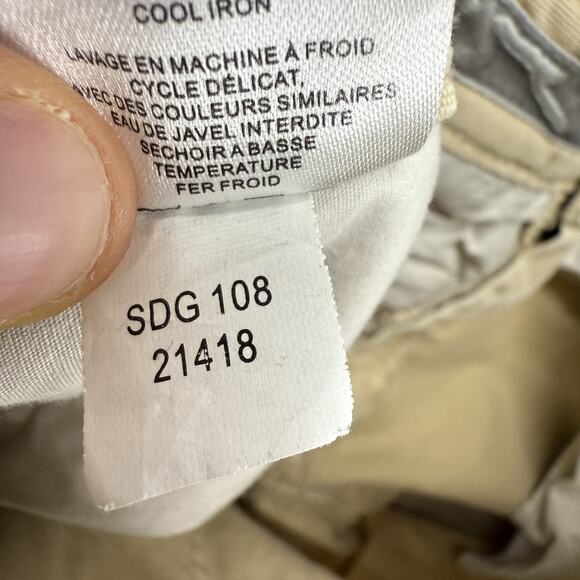 COOL IRON
LAVAGE EN MACHINE À FROID
CYCLE DÉLICAT,
AVEC DES COULEURS SIMILAIRES
EAU DE JAVEL INTERDITE
SECHOIR A BASSE
TEMPERATURE
FER FROID
SDG 108
21418